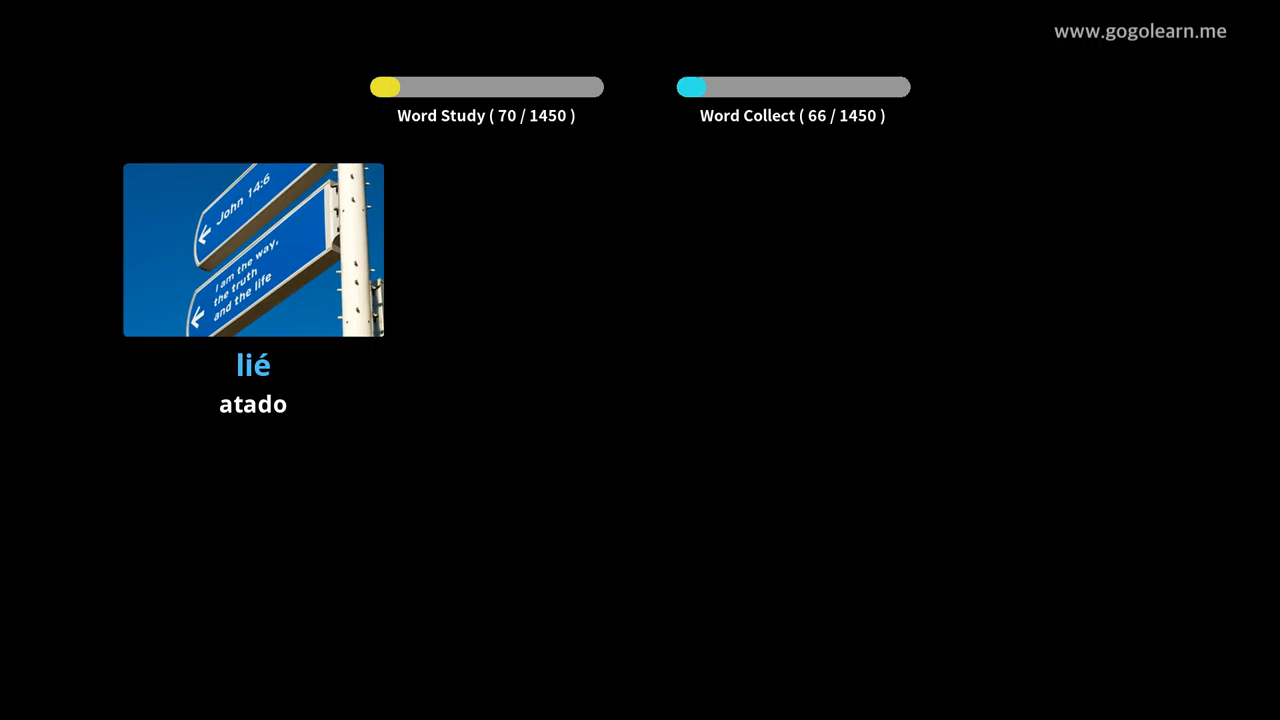 www.gogolearn.me
Word Study ( 70 / 1450 )
Word Collect ( 66 / 1450 )
John 14:6
I am the way,
the truth
and the life
lié
atado